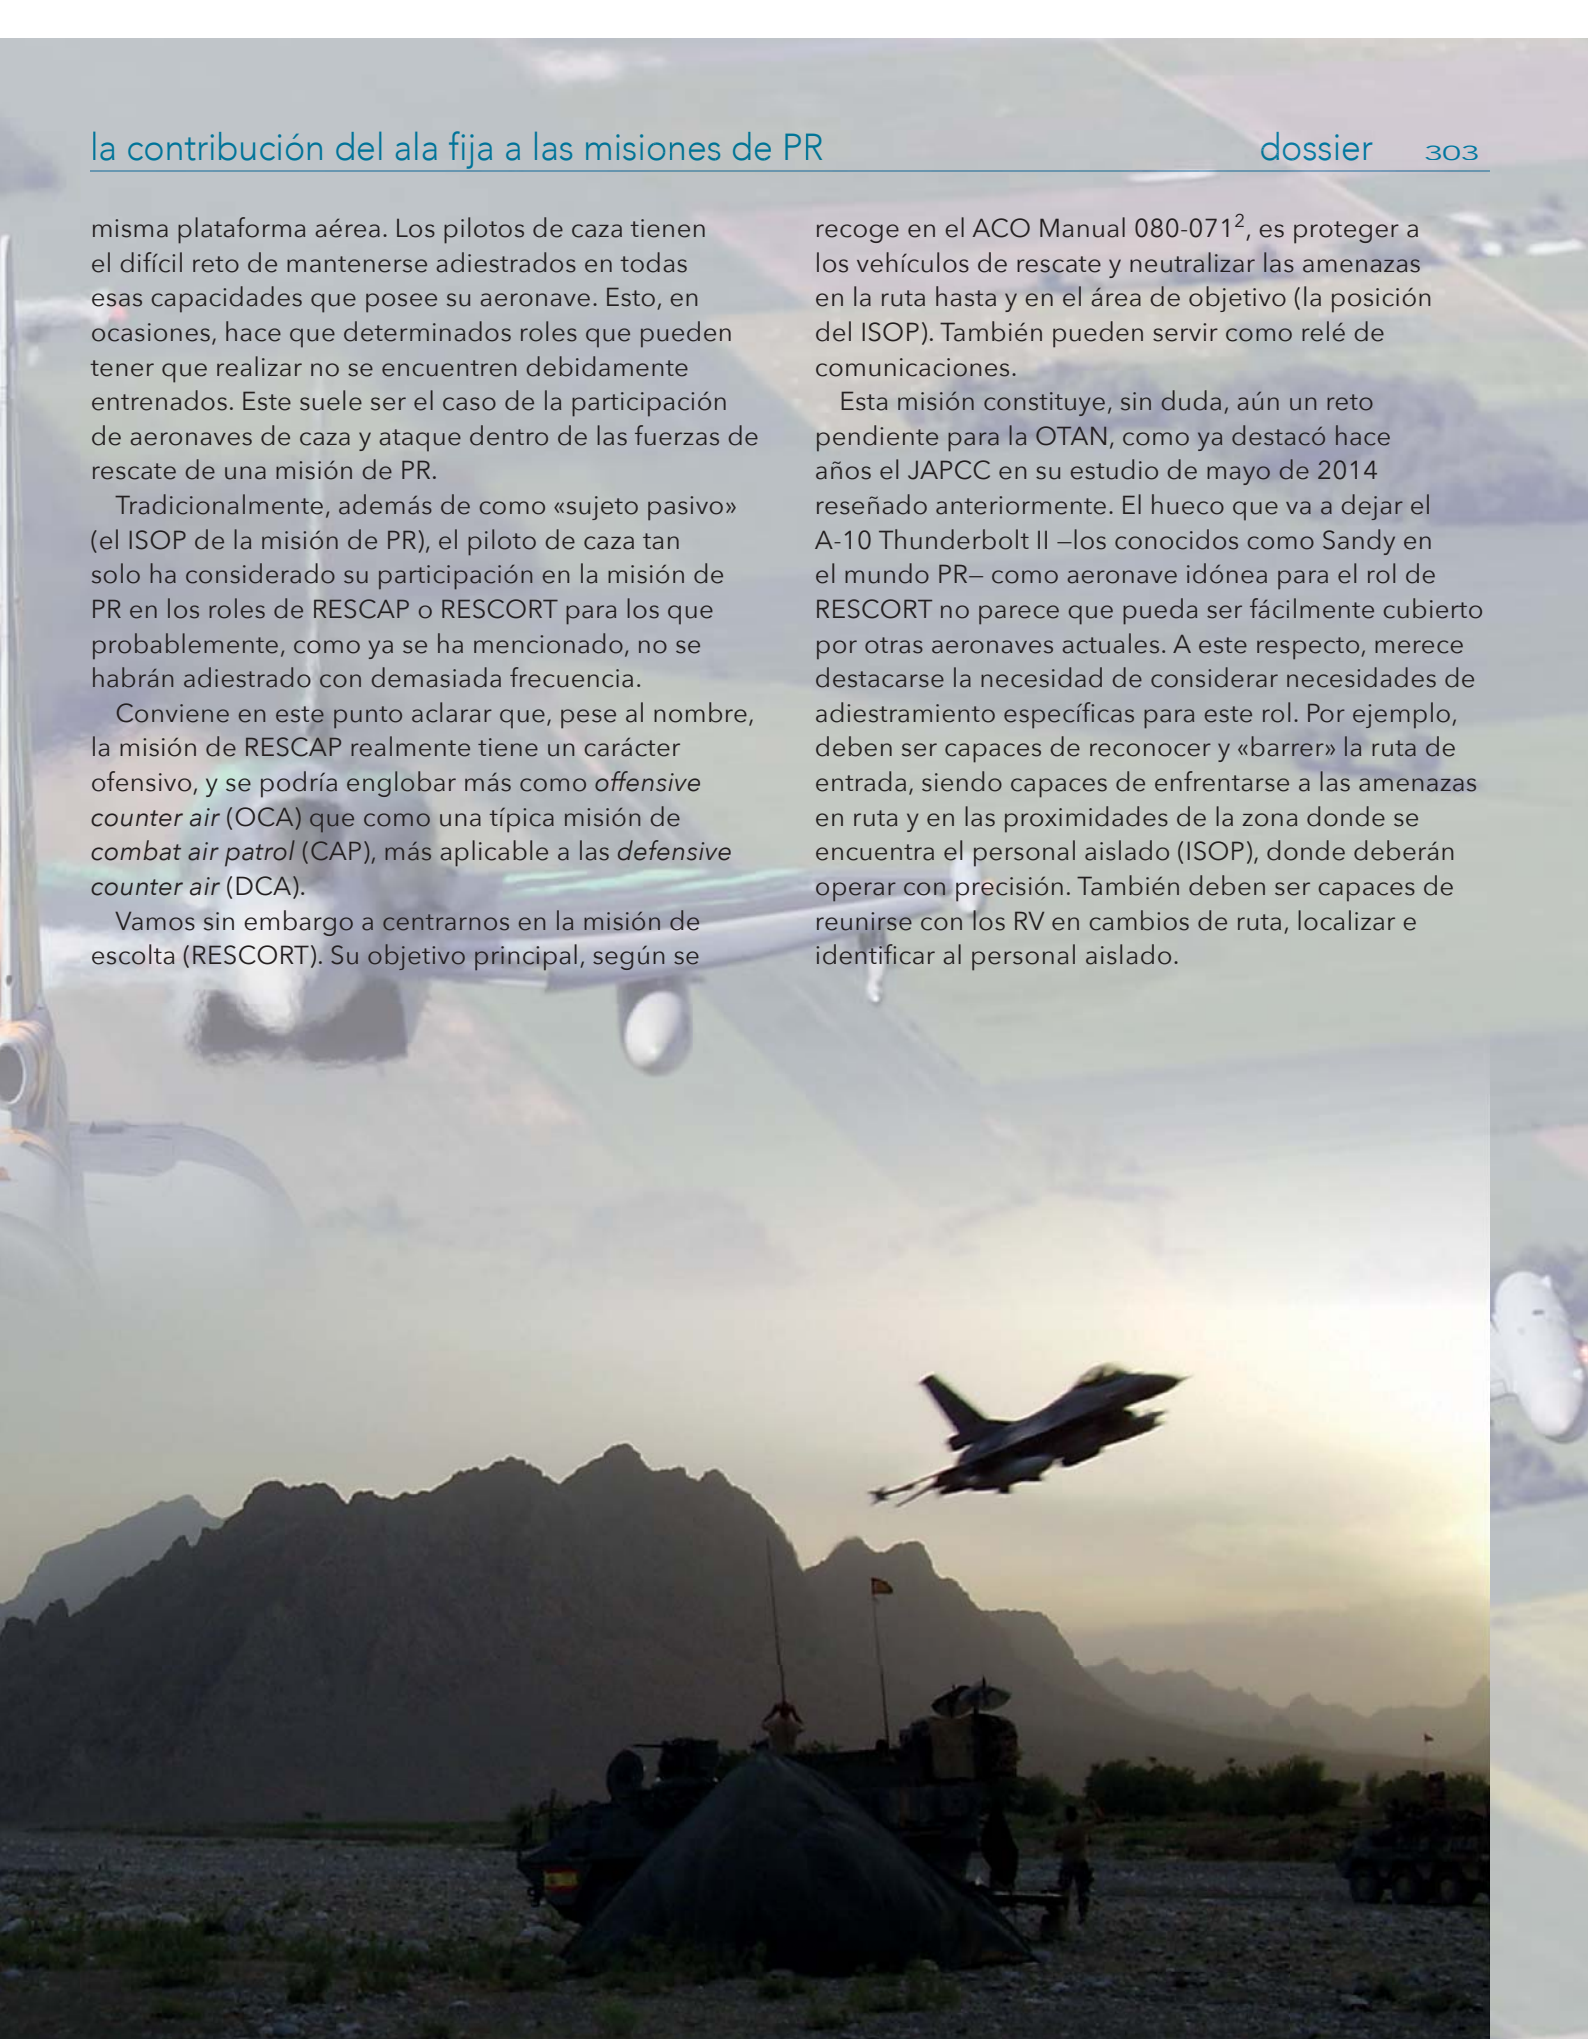 la contribución del ala fija a las misiones de PR
dossier 303
misma plataforma aérea. Los pilotos de caza tienen
el difícil reto de mantenerse adiestrados en todas
esas capacidades que posee su aeronave. Esto, en
ocasiones, hace que determinados roles que pueden
tener que realizar no se encuentren debidamente
entrenados. Este suele ser el caso de la participación
de aeronaves de caza y ataque dentro de las fuerzas de
rescate de una misión de PR.
Tradicionalmente, además de como «sujeto pasivo»
(el ISOP de la misión de PR), el piloto de caza tan
solo ha considerado su participación en la misión de
PR en los roles de RESCAP o RESCORT para los que
probablemente, como ya se ha mencionado, no se
habrán adiestrado con demasiada frecuencia.
Conviene en este punto aclarar que, pese al nombre,
la misión de RESCAP realmente tiene un carácter
ofensivo, y se podría englobar más como offensive
counter air (OCA) que como una típica misión de
combat air patrol (CAP), más aplicable a las defensive
counter air (DCA).
Vamos sin embargo a centrarnos en la misión de
escolta (RESCORT). Su objetivo principal, según se
recoge en el ACO Manual 080-071², es proteger a
los vehículos de rescate y neutralizar las amenazas
en la ruta hasta y en el área de objetivo (la posición
del ISOP). También pueden servir como relé de
comunicaciones.
Esta misión constituye, sin duda, aún un reto
pendiente para la OTAN, como ya destacó hace
años el JAPCC en su estudio de mayo de 2014
reseñado anteriormente. El hueco que va a dejar el
A-10 Thunderbolt II –los conocidos como Sandy en
el mundo PR– como aeronave idónea para el rol de
RESCORT no parece que pueda ser fácilmente cubierto
por otras aeronaves actuales. A este respecto, merece
destacarse la necesidad de considerar necesidades de
adiestramiento específicas para este rol. Por ejemplo,
deben ser capaces de reconocer y «barrer» la ruta de
entrada, siendo capaces de enfrentarse a las amenazas
en ruta y en las proximidades de la zona donde se
encuentra el personal aislado (ISOP), donde deberán
operar con precisión. También deben ser capaces de
reunirse con los RV en cambios de ruta, localizar e
identificar al personal aislado.